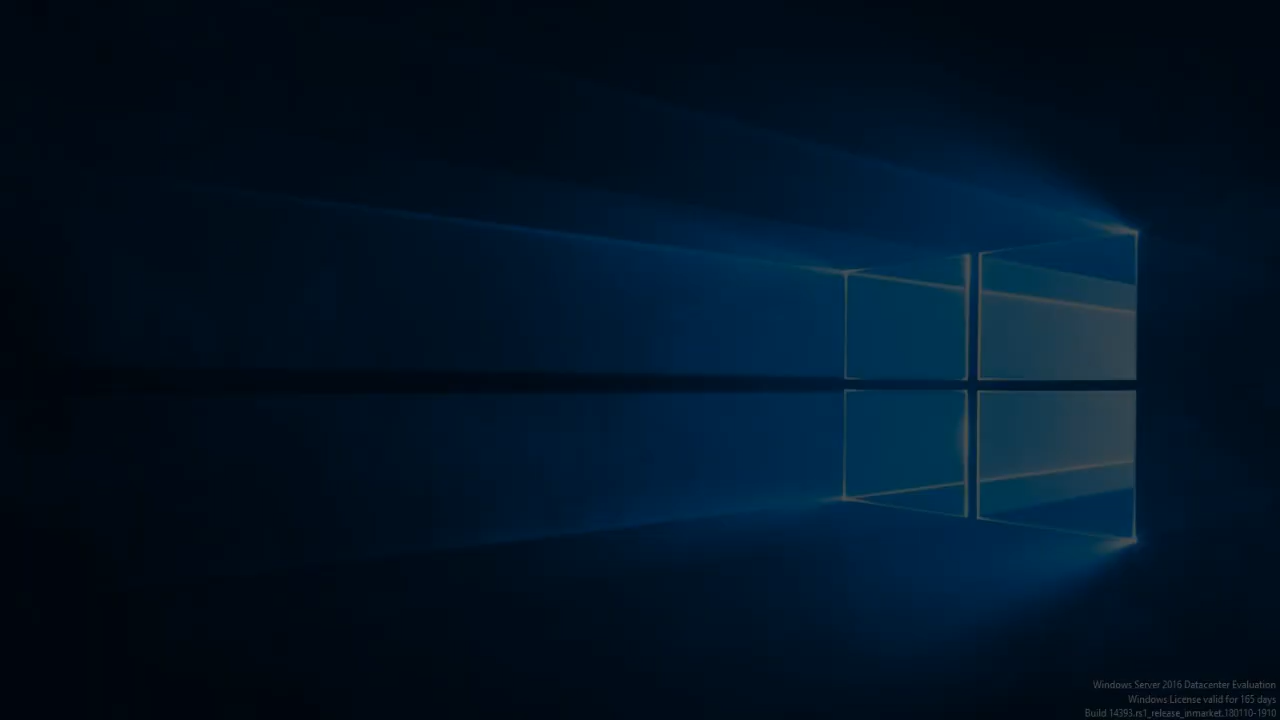 Windows Server 2016 Datacenter Evaluation
Windows License valid for 165 days
Build 14393.rs1_release_inmarket.180110-1910